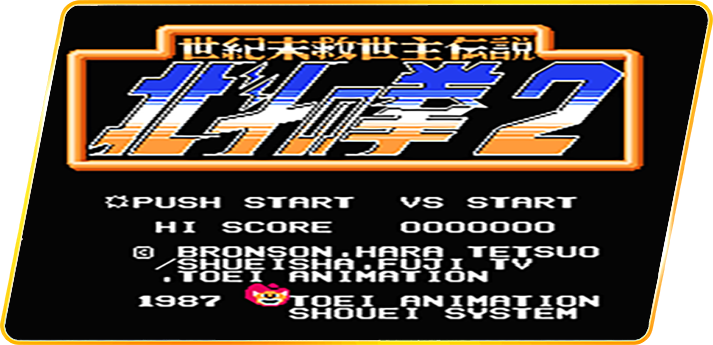 世紀末救世主伝説
北斗の拳2
PUSH START VS START
HI SCORE 0000000
© BRONSON.HARA TETSUO
/SHUEISHA.FUJI TV
.TOEI ANIMATION
1987 TOEI ANIMATION
SHOUEI SYSTEM